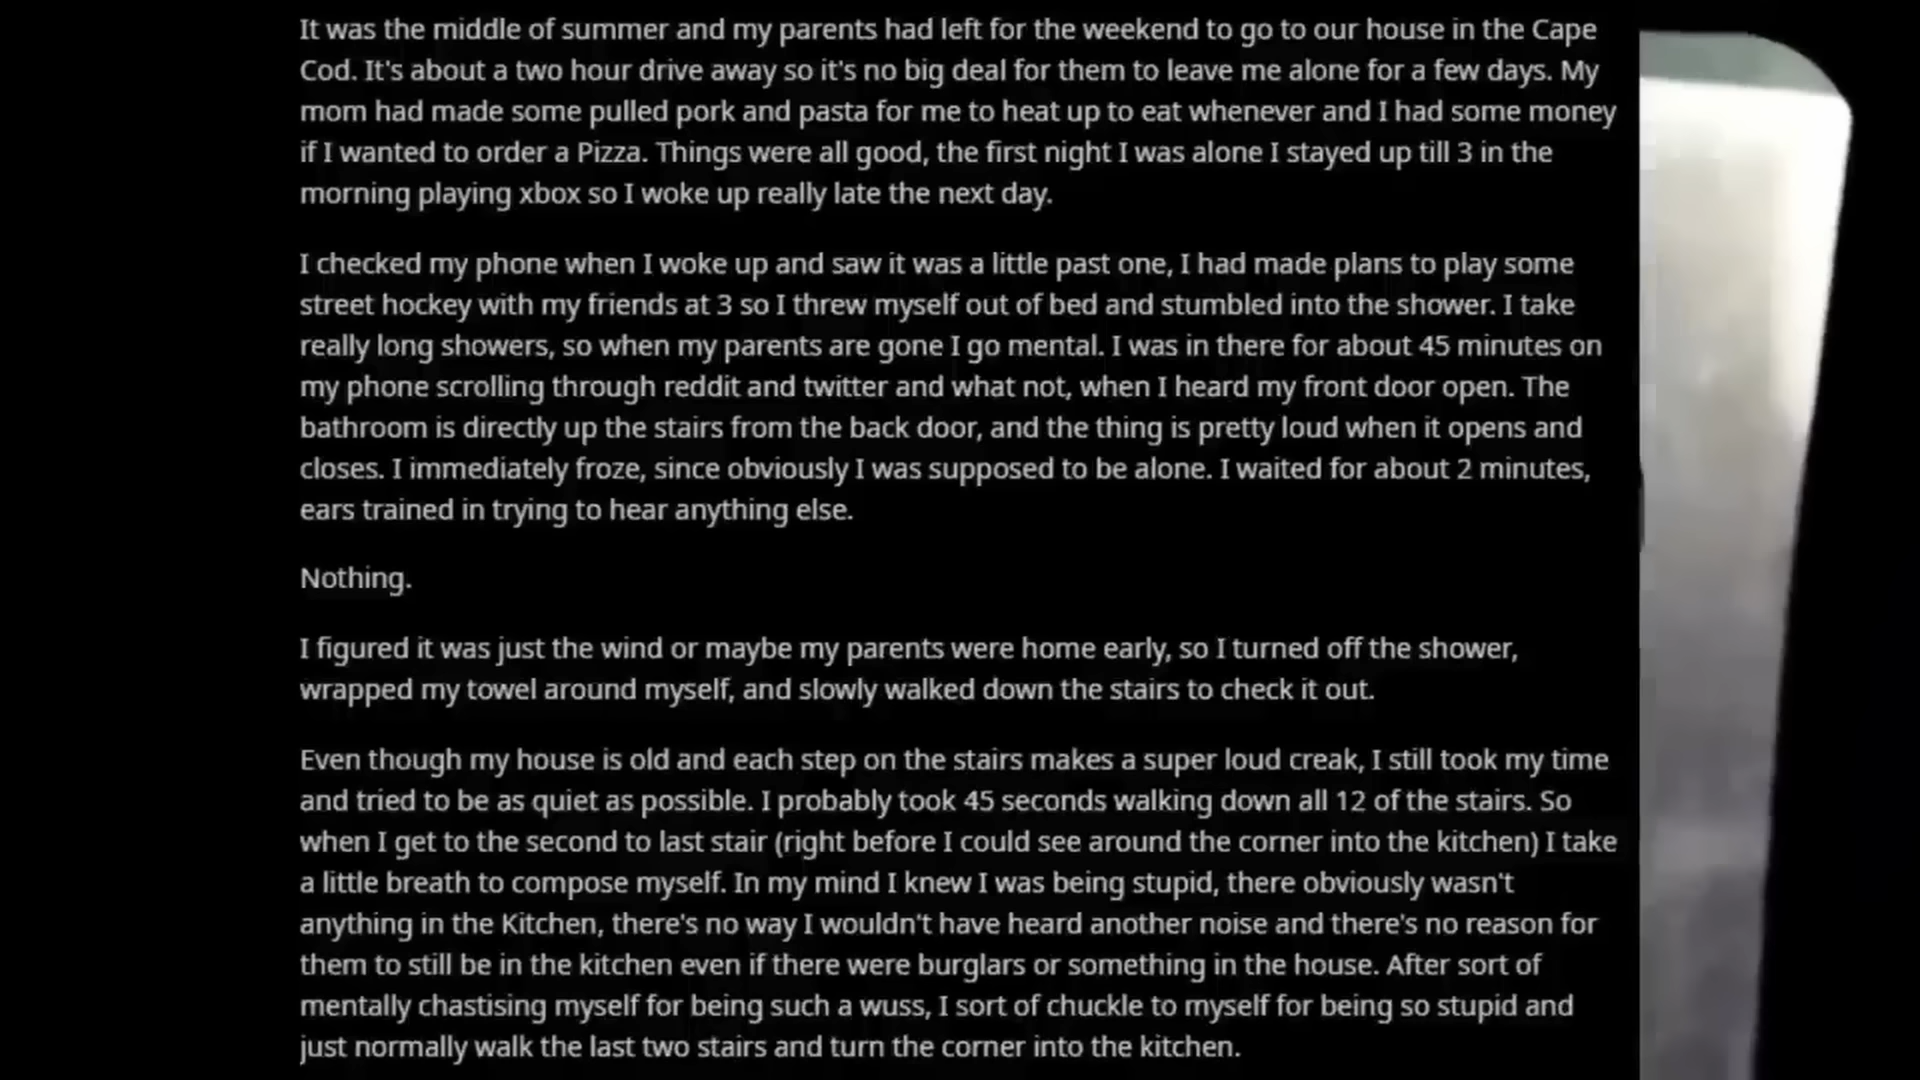 It was the middle of summer and my parents had left for the weekend to go to our house in the Cape
Cod. It's about a two hour drive away so it's no big deal for them to leave me alone for a few days. My
mom had made some pulled pork and pasta for me to heat up to eat whenever and I had some money
if I wanted to order a Pizza. Things were all good, the first night I was alone I stayed up till 3 in the
morning playing xbox so I woke up really late the next day.
I checked my phone when I woke up and saw it was a little past one, I had made plans to play some
street hockey with my friends at 3 so I threw myself out of bed and stumbled into the shower. I take
really long showers, so when my parents are gone I go mental. I was in there for about 45 minutes on
my phone scrolling through reddit and twitter and what not, when I heard my front door open. The
bathroom is directly up the stairs from the back door, and the thing is pretty loud when it opens and
closes. I immediately froze, since obviously I was supposed to be alone. I waited for about 2 minutes,
ears trained in trying to hear anything else.
Nothing.
I figured it was just the wind or maybe my parents were home early, so I turned off the shower,
wrapped my towel around myself, and slowly walked down the stairs to check it out.
Even though my house is old and each step on the stairs makes a super loud creak, I still took my time
and tried to be as quiet as possible. I probably took 45 seconds walking down all 12 of the stairs. So
when I get to the second to last stair (right before I could see around the corner into the kitchen) I take
a little breath to compose myself. In my mind I knew I was being stupid, there obviously wasn't
anything in the Kitchen, there's no way I wouldn't have heard another noise and there's no reason for
them to still be in the kitchen even if there were burglars or something in the house. After sort of
mentally chastising myself for being such a wuss, I sort of chuckle to myself for being so stupid and
just normally walk the last two stairs and turn the corner into the kitchen.